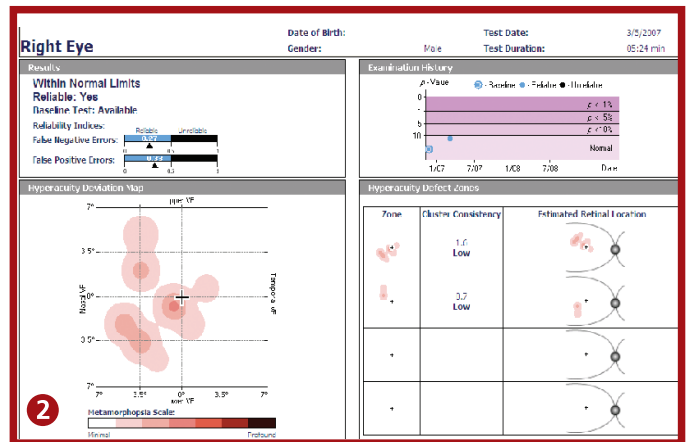 Right Eye
Date of Birth:
Gender: Male
Test Date: 3/5/2007
Test Duration: 05:24 min
Results
Within Normal Limits
Reliable: Yes
Baseline Test: Available
Reliability Indices:
Reliable Unreliable
False Negative Errors: 0.27
0 0.5 1
False Positive Errors: 0.33
0 1
Examination History
p - Value - Baseline - Reliable - Unreliable
0
p < 1%
p < 5%
5
p < 10%
10
Normal
1/07 7/07 1/08 7/08 Date
Hyperacuity Deviation Map
7°
3.5°
Nasal VF 0° Temporal VF
3.5°
7°
7° 3.5° 0° 3.5° 7°
Metamorphopsia Scale:
Minimal Profound
2
Hyperacuity Defect Zones
Zone Cluster Consistency Estimated Retinal Location
1.6
Low
3.7
Low